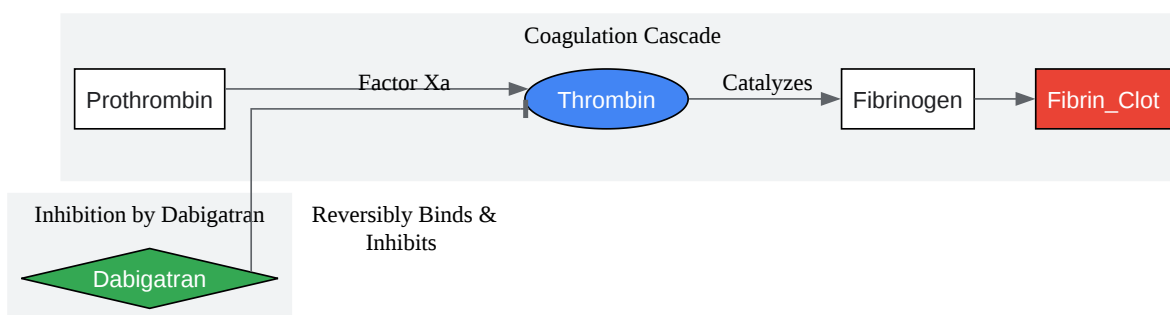 Coagulation Cascade
Prothrombin
Factor Xa
Thrombin
Catalyzes
Fibrinogen
Fibrin_Clot
Inhibition by Dabigatran
Reversibly Binds &
Inhibits
Dabigatran